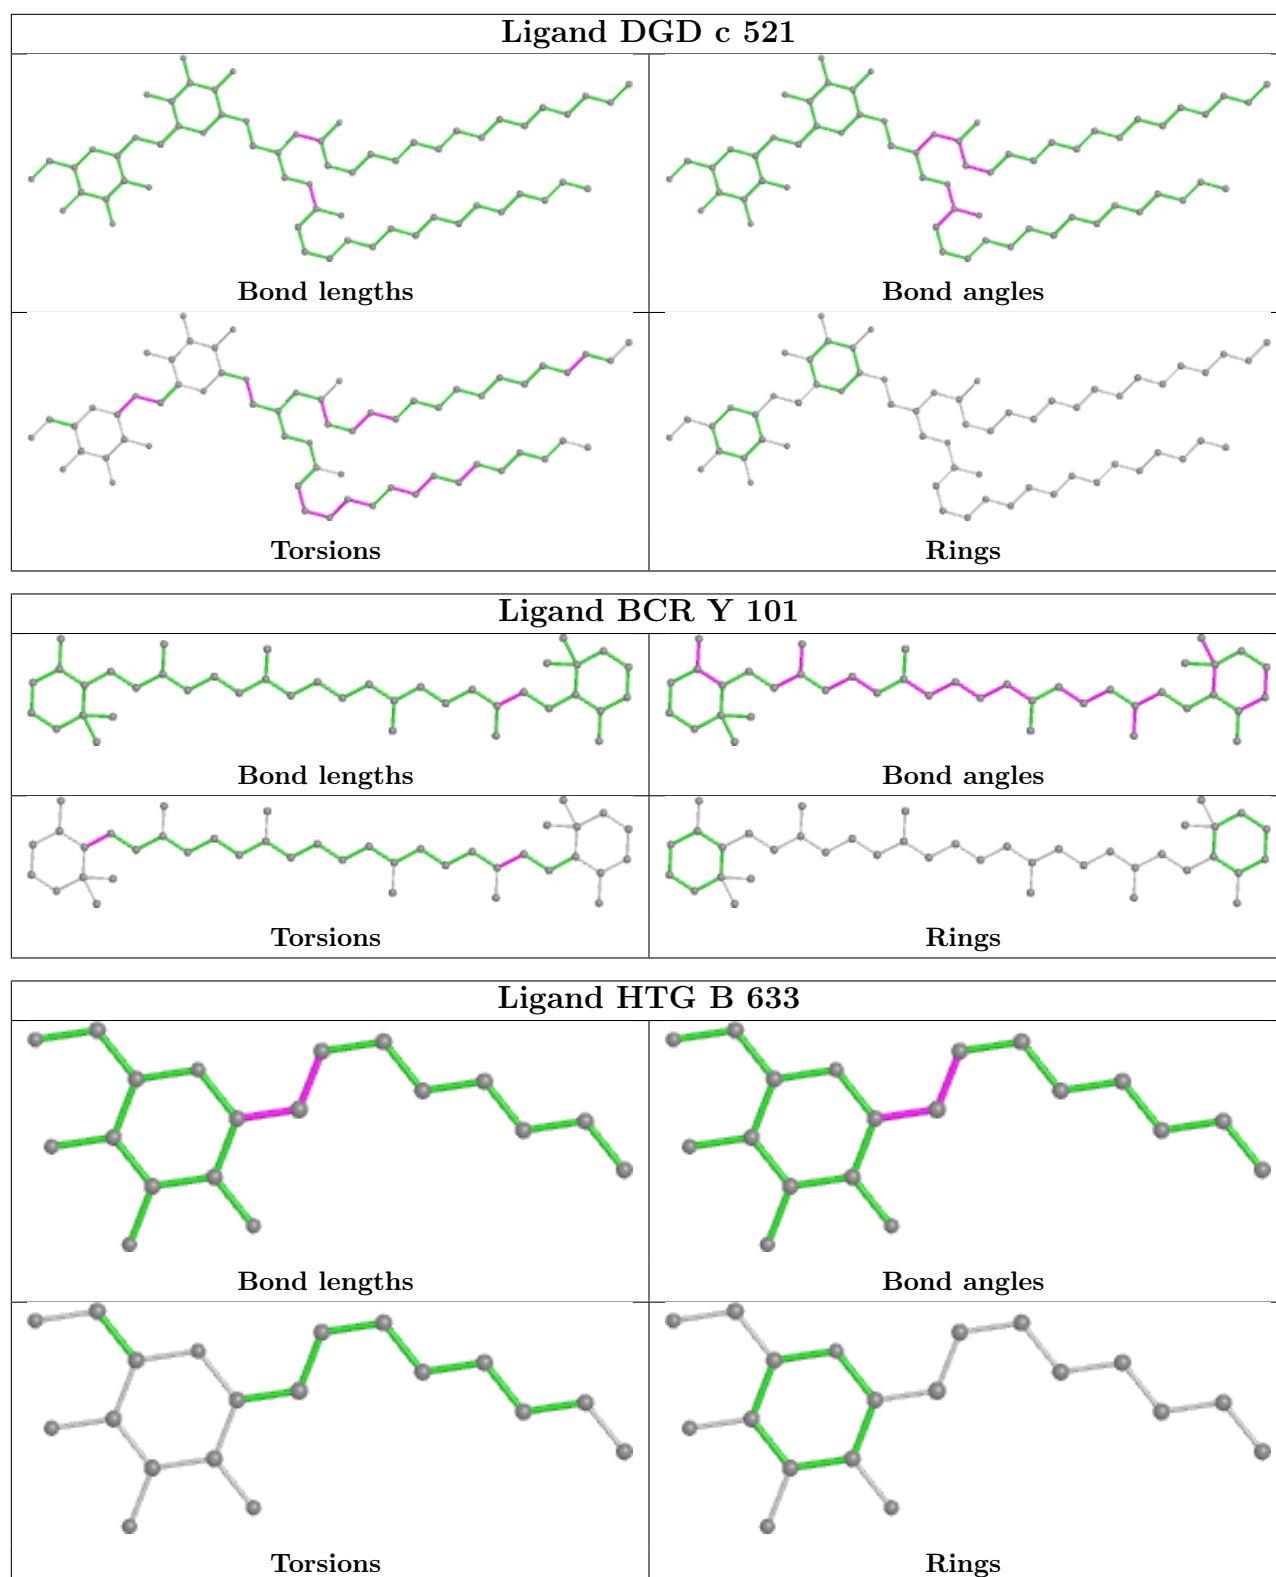 Ligand DGD c 521
Bond lengths
Bond angles
Torsions
Rings
Ligand BCR Y 101
Bond lengths
Bond angles
Torsions
Rings
Ligand HTG B 633
Bond lengths
Bond angles
Torsions
Rings